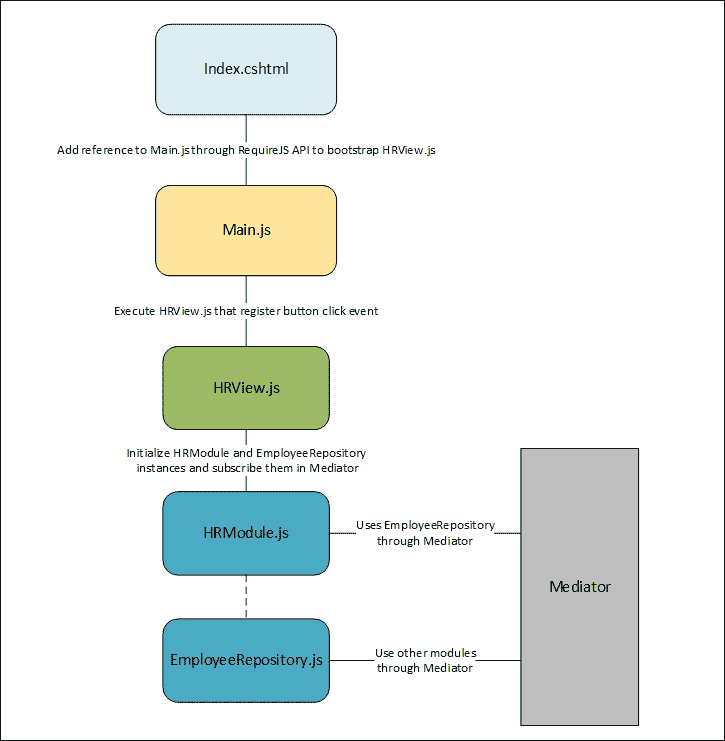 Index.cshtml
Add reference to Main.js through RequireJS API to bootstrap HRView.js
Main.js
Execute HRView.js that register button click event
HRView.js
Initialize HRModule and EmployeeRepository
instances and subscribe them in Mediator
HRModule.js
Uses EmployeeRepository
through Mediator
Mediator
EmployeeRepository.js
Use other modules
through Mediator